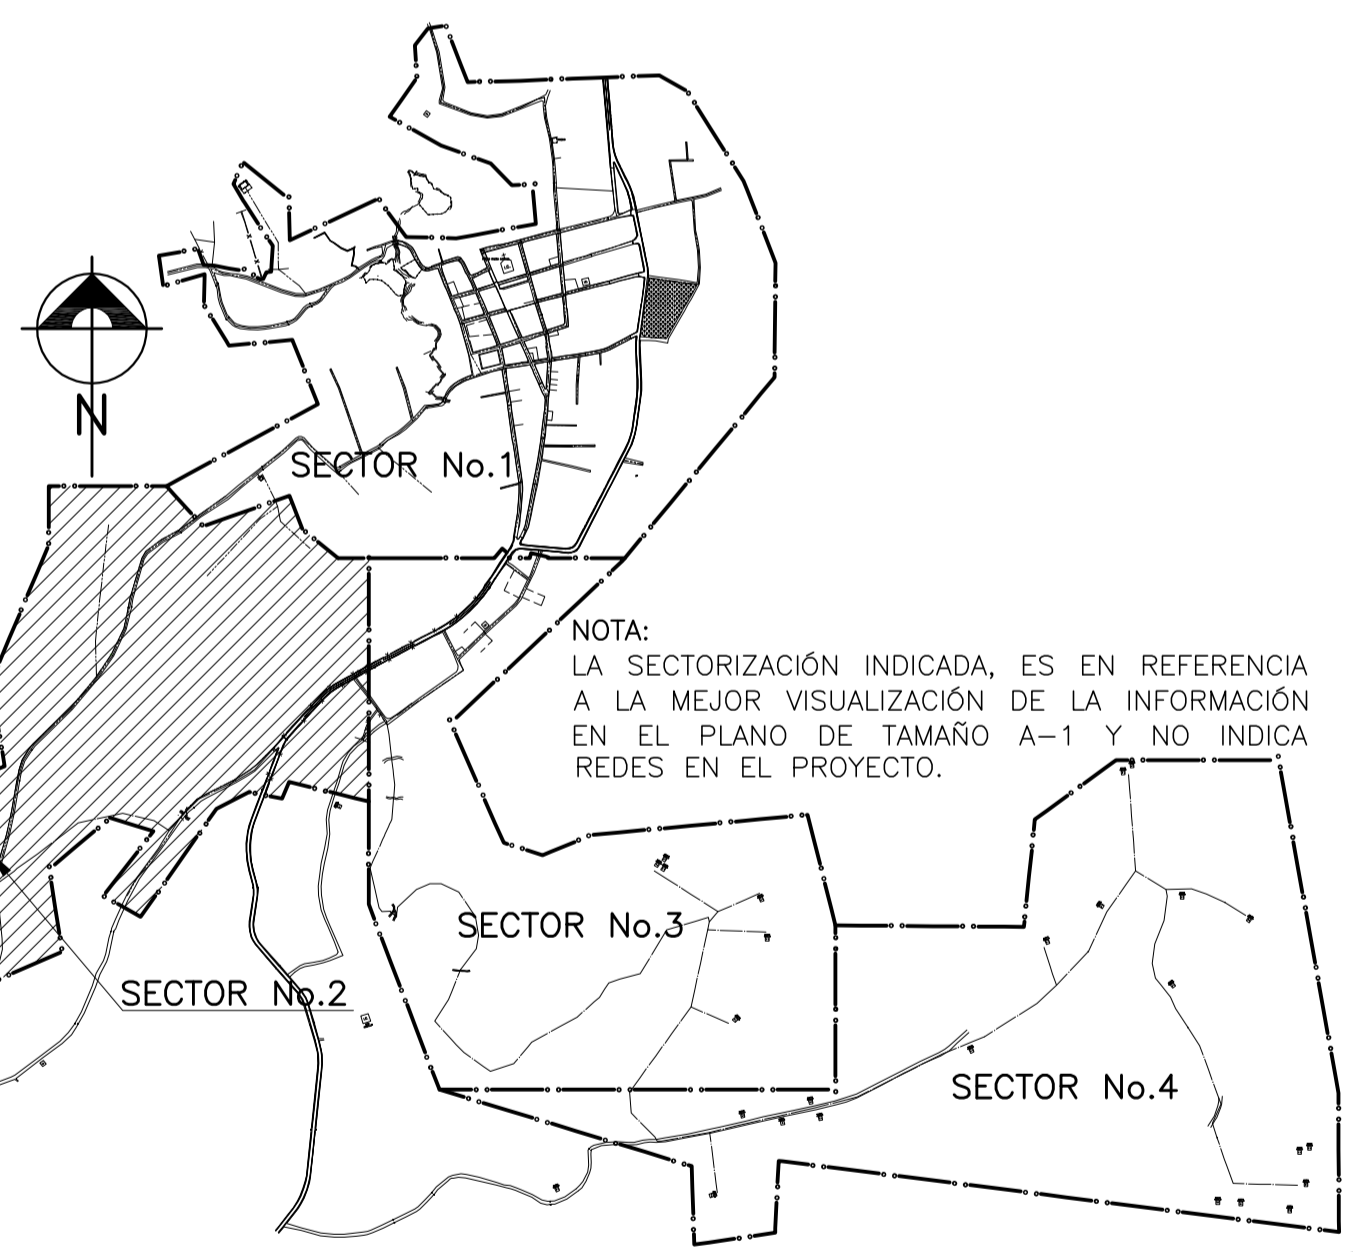 N
SECTOR No.1
NOTA:
LA SECTORIZACIÓN INDICADA, ES EN REFERENCIA
A LA MEJOR VISUALIZACIÓN DE LA INFORMACIÓN
EN EL PLANO DE TAMAÑO A-1 Y NO INDICA
REDES EN EL PROYECTO.
SECTOR No.3
SECTOR No.2
SECTOR No.4